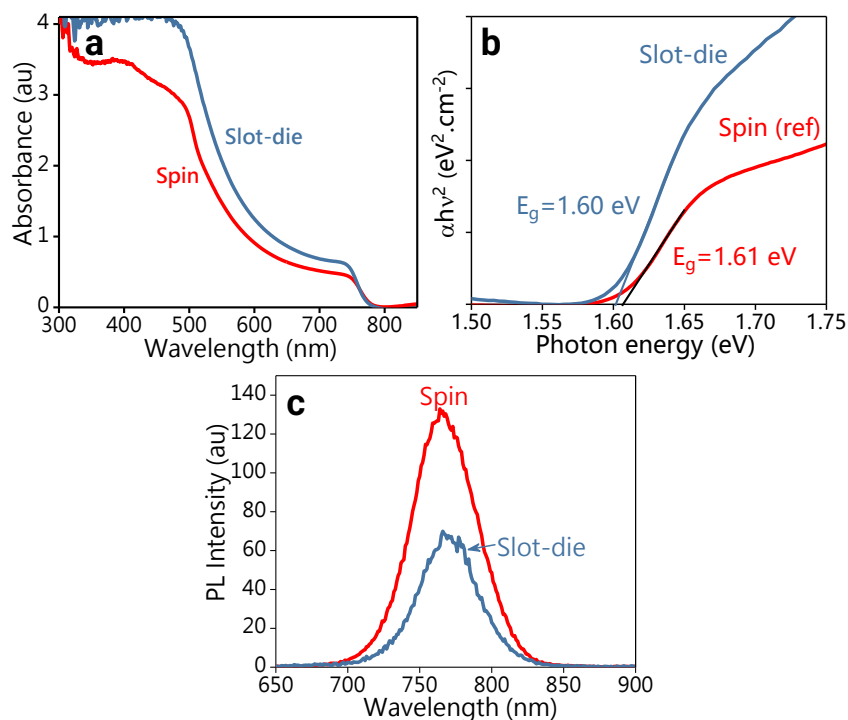 a
Absorbance (au)
4
3
2
1
0
Slot-die
Spin
300 400 500 600 700 800
Wavelength (nm)
b
αhν² (eV².cm⁻²)
Slot-die
Spin (ref)
E_g=1.60 eV
E_g=1.61 eV
1.50 1.55 1.60 1.65 1.70 1.75
Photon energy (eV)
c
PL Intensity (au)
140
120
100
80
60
40
20
0
Spin
Slot-die
650 700 750 800 850 900
Wavelength (nm)